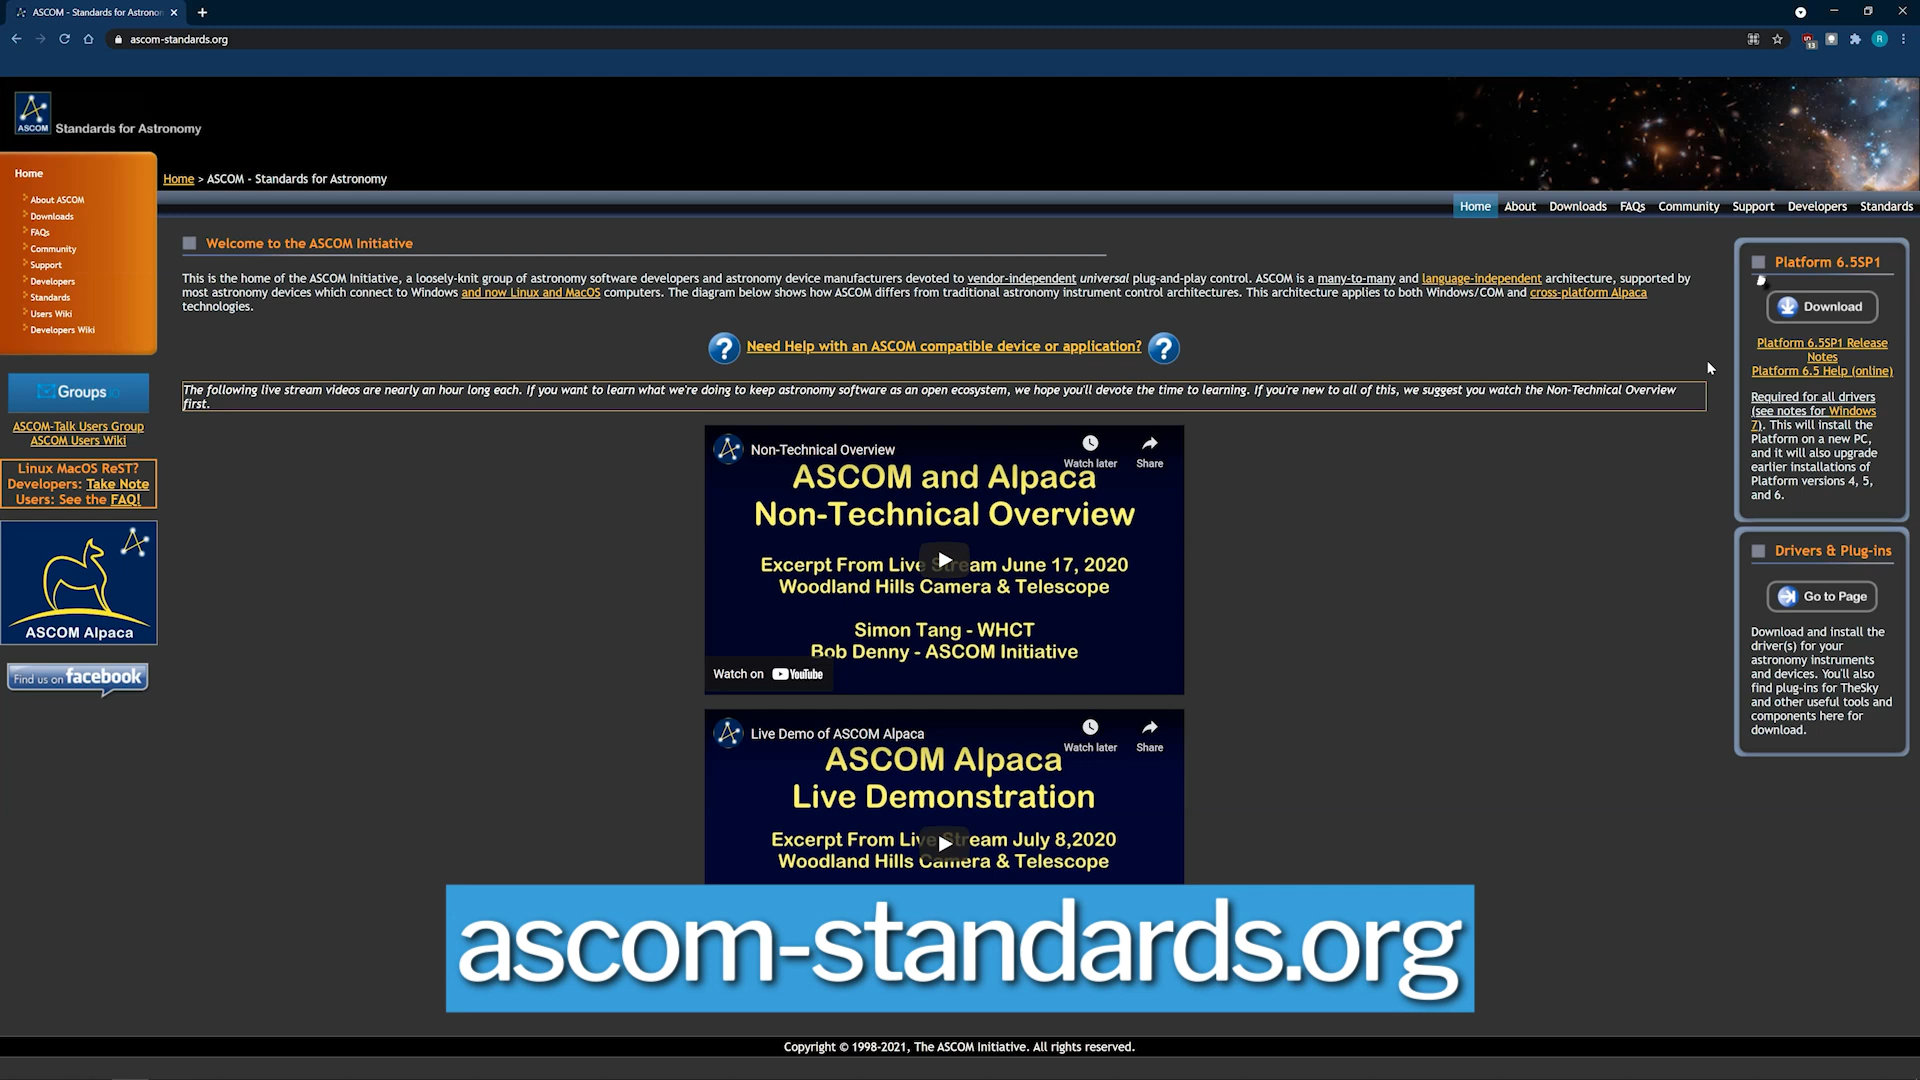 ASCOM - Standards for Astronon
ascom-standards.org
13
R
ASCOM
Standards for Astronomy
Home
Home > ASCOM - Standards for Astronomy
About ASCOM
Downloads
FAQs
Community
Support
Developers
Standards
Users Wiki
Developers Wiki
Home About Downloads FAQs Community Support Developers Standards
Welcome to the ASCOM Initiative
This is the home of the ASCOM Initiative, a loosely-knit group of astronomy software developers and astronomy device manufacturers devoted to vendor-independent universal plug-and-play control. ASCOM is a many-to-many and language-independent architecture, supported by
most astronomy devices which connect to Windows and now Linux and MacOS computers. The diagram below shows how ASCOM differs from traditional astronomy instrument control architectures. This architecture applies to both Windows/COM and cross-platform Alpaca
technologies.
? Need Help with an ASCOM compatible device or application? ?
The following live stream videos are nearly an hour long each. If you want to learn what we're doing to keep astronomy software as an open ecosystem, we hope you'll devote the time to learning. If you're new to all of this, we suggest you watch the Non-Technical Overview
first.
Groups.io
ASCOM-Talk Users Group
ASCOM Users Wiki
Linux MacOS ReST?
Developers: Take Note
Users: See the FAQ!
ASCOM Alpaca
Find us on facebook
Non-Technical Overview
Watch later
Share
ASCOM and Alpaca
Non-Technical Overview
Excerpt From Live Stream June 17, 2020
Woodland Hills Camera & Telescope
Simon Tang - WHCT
Bob Denny - ASCOM Initiative
Watch on YouTube
Live Demo of ASCOM Alpaca
Watch later
Share
ASCOM Alpaca
Live Demonstration
Excerpt From Live Stream July 8,2020
Woodland Hills Camera & Telescope
Platform 6.5SP1
Download
Platform 6.5SP1 Release
Notes
Platform 6.5 Help (online)
Required for all drivers
(see notes for Windows
7). This will install the
Platform on a new PC,
and it will also upgrade
earlier installations of
Platform versions 4, 5,
and 6.
Drivers & Plug-ins
Go to Page
Download and install the
driver(s) for your
astronomy instruments
and devices. You'll also
find plug-ins for TheSky
and other useful tools and
components here for
download.
ascom-standards.org
Copyright © 1998-2021, The ASCOM Initiative. All rights reserved.